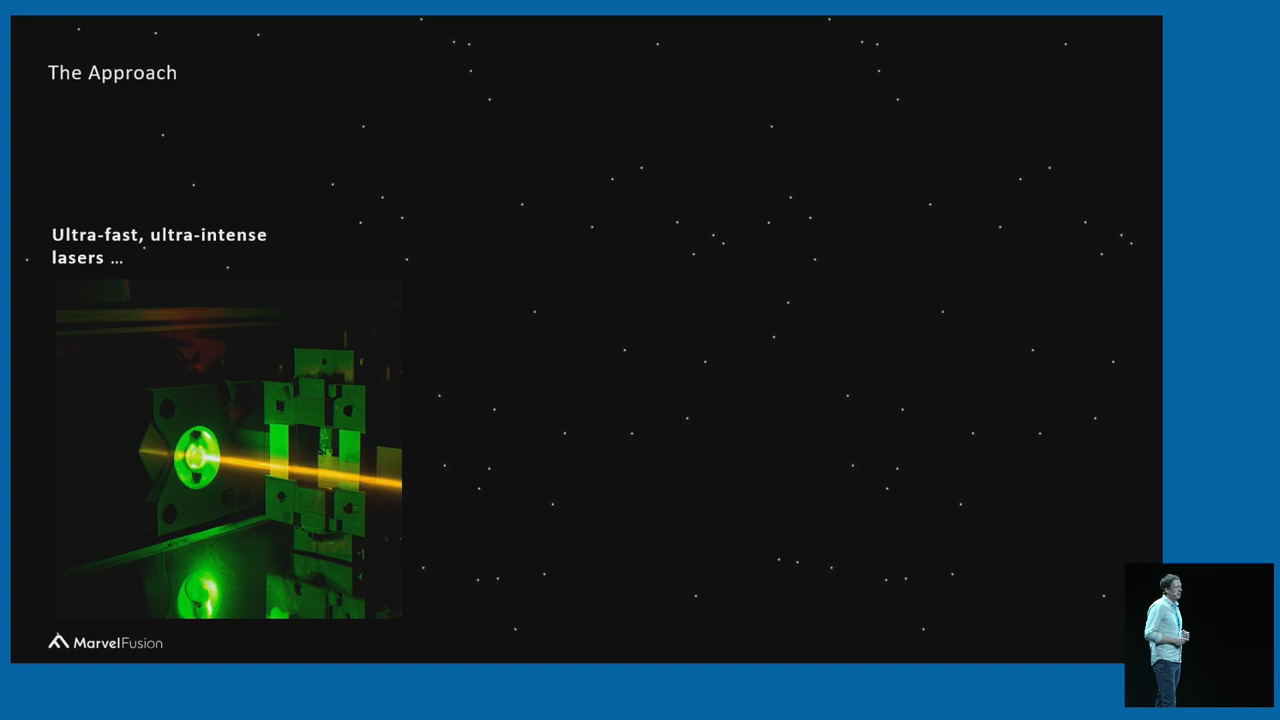 The Approach
Ultra-fast, ultra-intense
lasers …
MarvelFusion